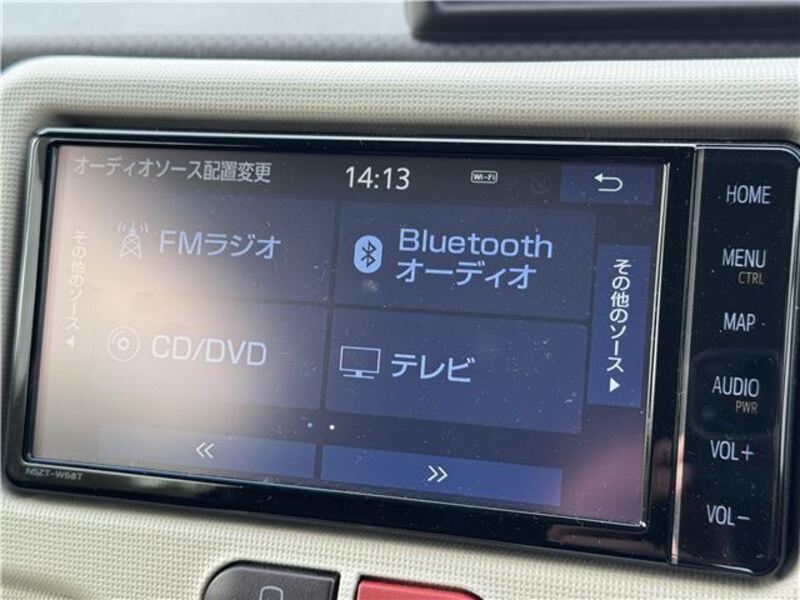 オーディオソース配置変更
14:13
Wi-Fi
その他のソース
FMラジオ
Bluetooth
オーディオ
その他のソース
CD/DVD
テレビ
NSZT-W68T
HOME
MENU
CTRL
MAP
AUDIO
PWR
VOL+
VOL-